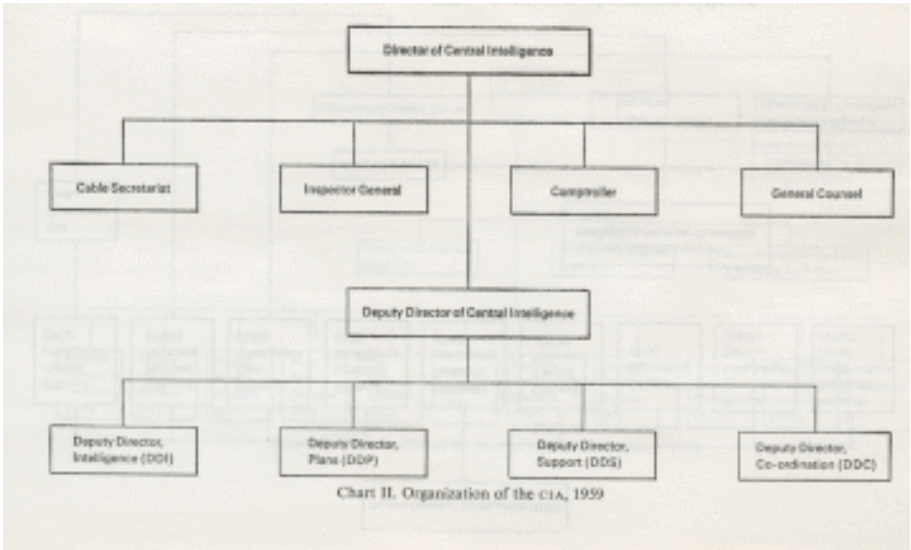 Director of Central Intelligence
Cable Secretariat
Inspector General
Comptroller
General Counsel
Deputy Director of Central Intelligence
Deputy Director,
Intelligence (DDI)
Deputy Director,
Plans (DDP)
Deputy Director,
Support (DDS)
Deputy Director,
Co-ordination (DDC)
Chart II. Organization of the CIA, 1959